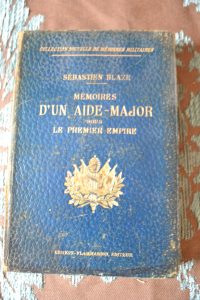 COLLECTION NOUVELLE DE MÉMOIRES MILITAIRES
SÉBASTIEN BLAZE
MÉMOIRES
D'UN AIDE-MAJOR
SOUS
LE PREMIER EMPIRE
ERNEST FLAMMARION, ÉDITEUR